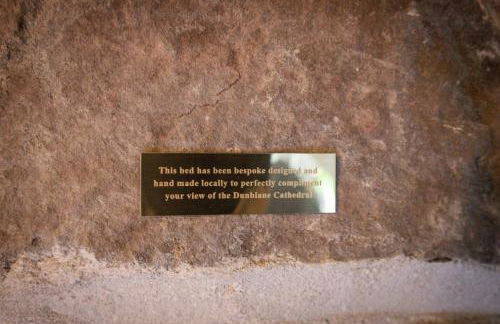 This bed has been bespoke designed and
hand made locally to perfectly compliment
your view of the Dunblane Cathedral